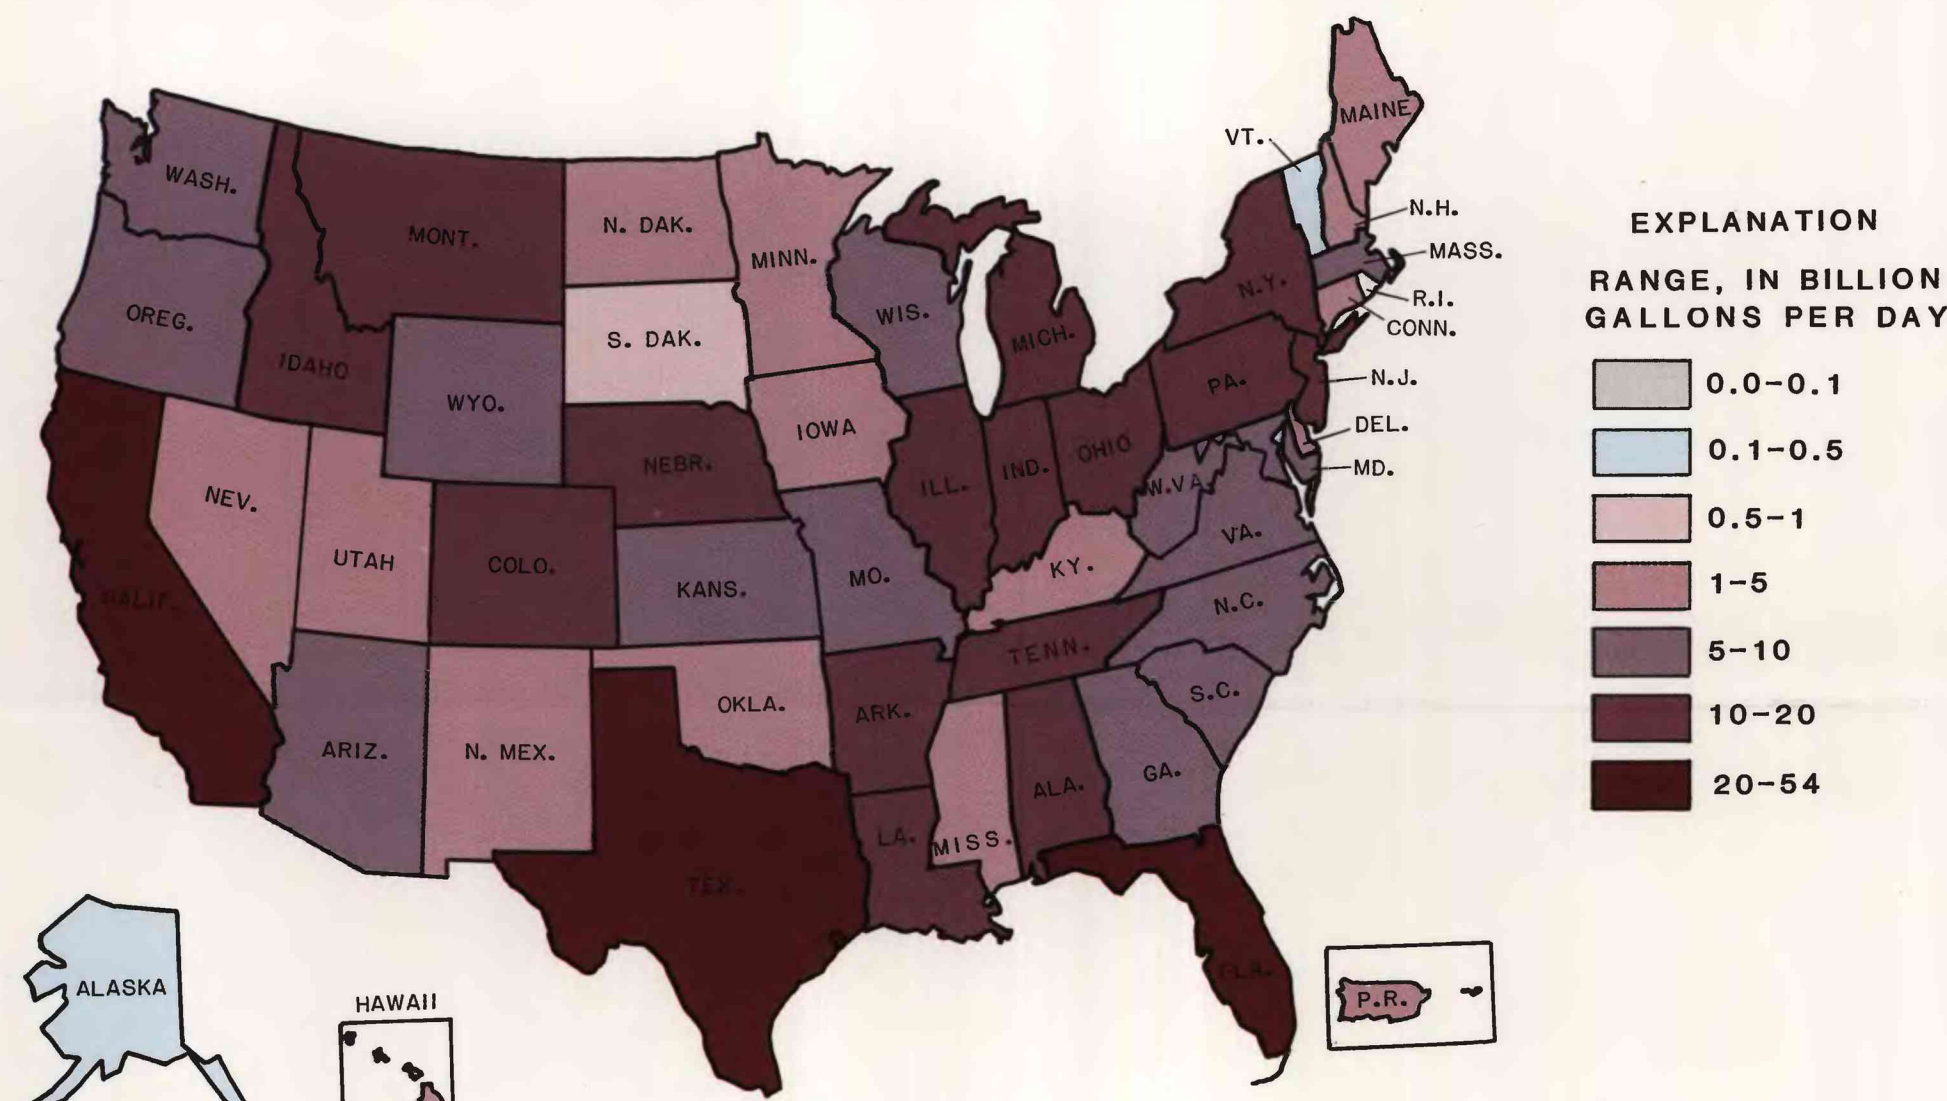 MAINE
VT.
WASH.
N.H.
N. DAK.
MONT.
MINN.
MASS.
N.Y.
R.I.
OREG.
WIS.
CONN.
S. DAK.
MICH.
IDAHO
N.J.
PA.
WYO.
DEL.
IOWA
OHIO
NEBR.
IND.
MD.
ILL.
W.VA.
NEV.
VA.
UTAH
COLO.
KY.
MO.
KANS.
CALIF.
N.C.
TENN.
S.C.
OKLA.
ARK.
ARIZ.
N. MEX.
GA.
ALA.
LA.
MISS.
TEX.
FLA.
ALASKA
HAWAII
P.R.
EXPLANATION
RANGE, IN BILLION
GALLONS PER DAY
0.0-0.1
0.1-0.5
0.5-1
1-5
5-10
10-20
20-54